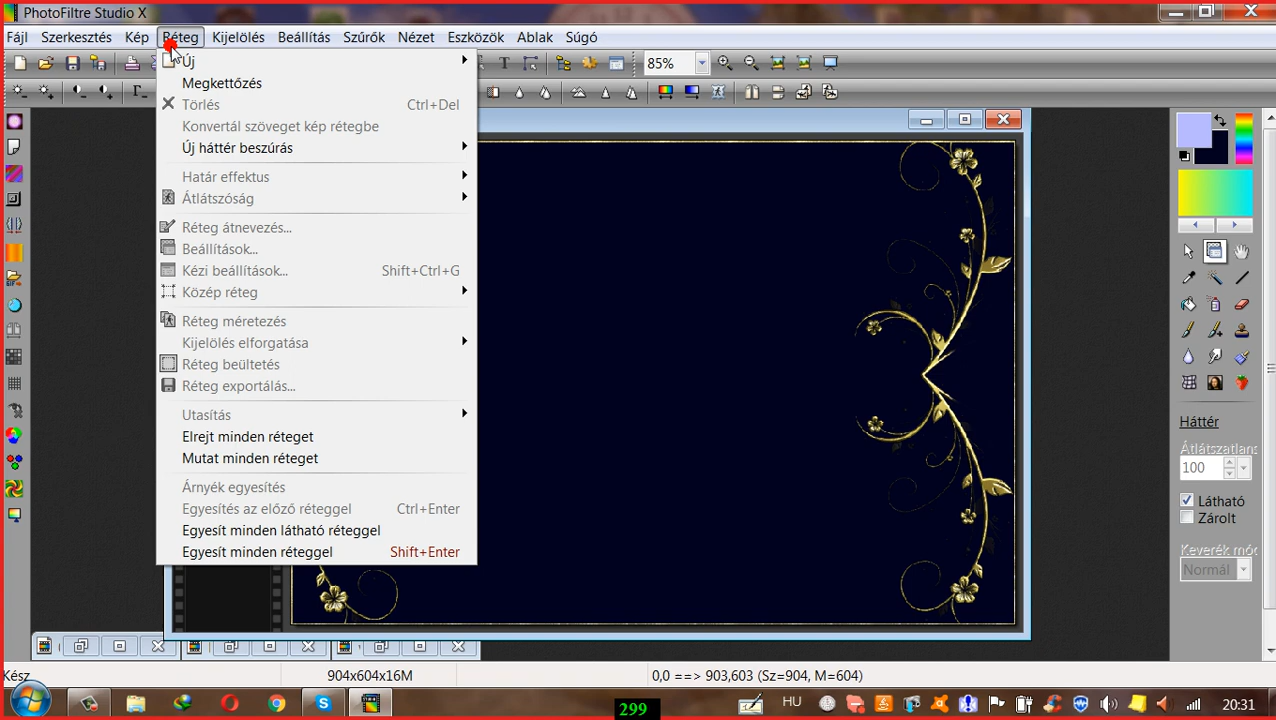 PhotoFiltre Studio X
Fájl Szerkesztés Kép Réteg Kijelölés Beállítás Szűrők Nézet Eszközök Ablak Súgó
85%
Új
Megkettőzés
Törlés Ctrl+Del
Konvertál szöveget kép rétegbe
Új háttér beszúrás
Határ effektus
Átlátszóság
Réteg átnevezés...
Beállítások...
Kézi beállítások... Shift+Ctrl+G
Közép réteg
Réteg méretezés
Kijelölés elforgatása
Réteg beültetés
Réteg exportálás...
Utasítás
Elrejt minden réteget
Mutat minden réteget
Árnyék egyesítés
Egyesítés az előző réteggel Ctrl+Enter
Egyesít minden látható réteggel
Egyesít minden réteggel Shift+Enter
Háttér
Átlátszatlans
100
Látható
Zárolt
Keverék mód
Normál
Kész 904x604x16M 0,0 ==> 903,603 (Sz=904, M=604)
299
HU
20:31